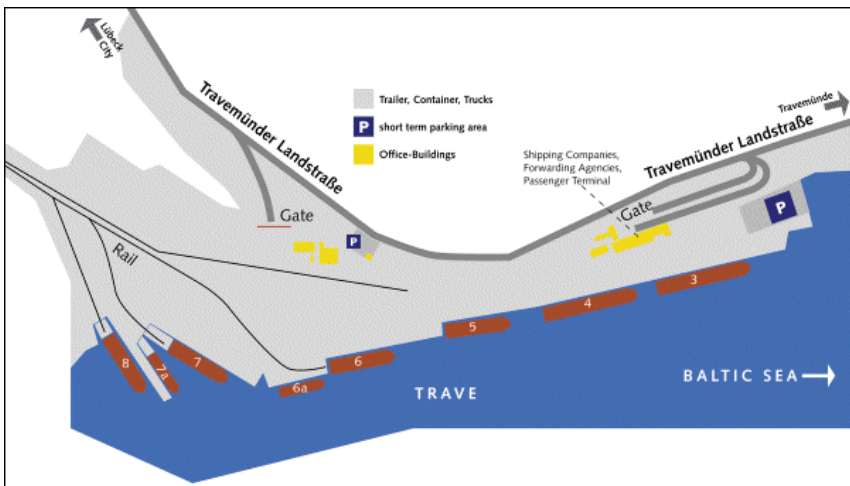 Lübeck
City
Travemünder Landstraße
Trailer, Container, Trucks
P
short term parking area
Office-Buildings
Travemünde
Travemünder Landstraße
Shipping Companies,
Forwarding Agencies,
Passenger Terminal
Gate
P
Gate
P
Rail
3
4
5
6
6a
7
7a
8
BALTIC SEA
TRAVE